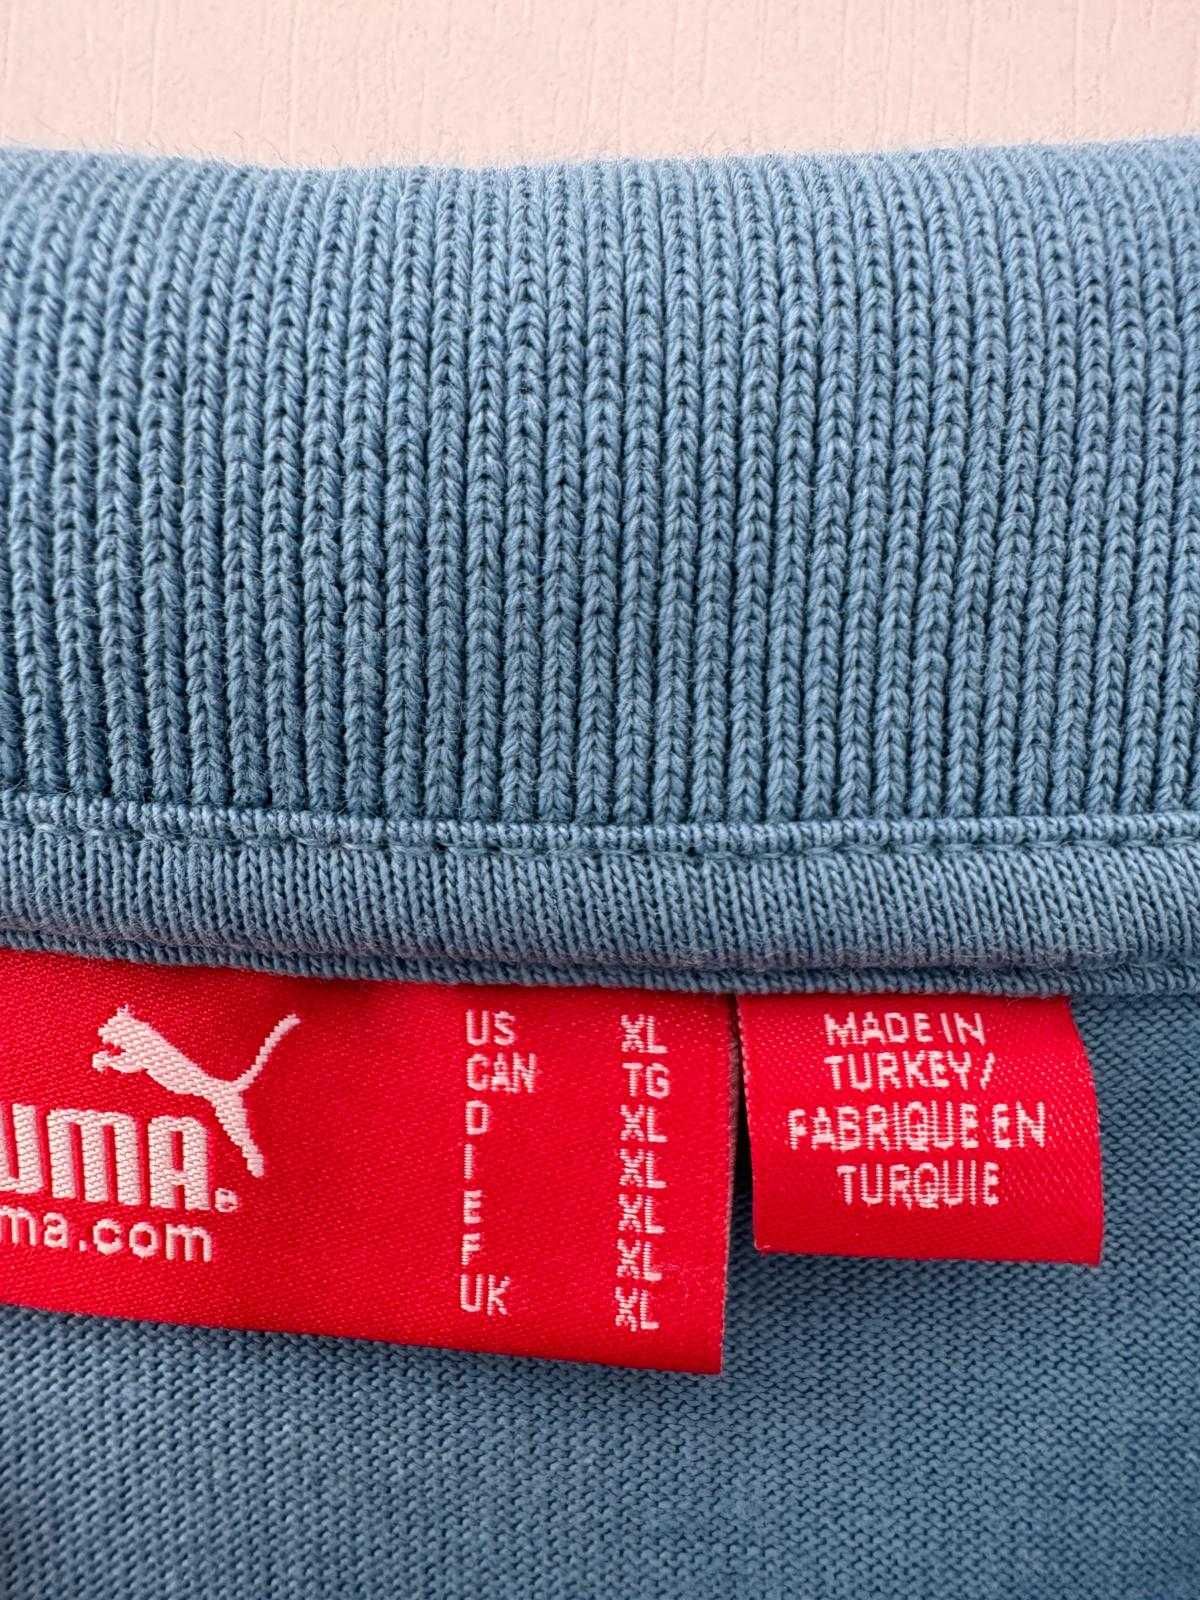 UMA®
ma.com
US XL
CAN TG
D XL
I XL
E XL
F XL
UK XL
MADE IN
TURKEY/
FABRIQUE EN
TURQUIE